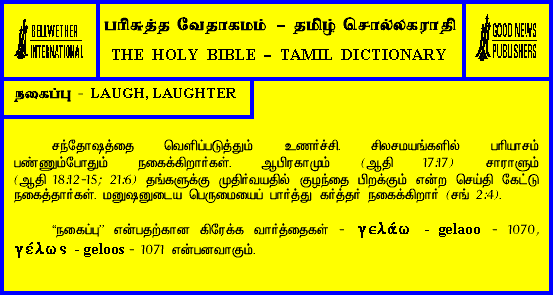 BELLWETHER
INTERNATIONAL
பரிசுத்த வேதாகமம் - தமிழ் சொல்லகராதி
THE HOLY BIBLE - TAMIL DICTIONARY
GOOD NEWS
PUBLISHERS
நகைப்பு - LAUGH, LAUGHTER
சந்தோஷத்தை வெளிப்படுத்தும் உணர்ச்சி. சிலசமயங்களில் பரியாசம்
பண்ணும்போதும் நகைக்கிறார்கள். ஆபிரகாமும் (ஆதி 17:17) சாராளும்
(ஆதி 18:12-15; 21:6) தங்களுக்கு முதிர்வயதில் குழந்தை பிறக்கும் என்ற செய்தி கேட்டு
நகைத்தார்கள். மனுஷனுடைய பெருமையைப் பார்த்து கர்த்தர் நகைக்கிறார் (சங் 2:4).
“நகைப்பு” என்பதற்கான கிரேக்க வார்த்தைகள் - γελάω - gelaoo - 1070,
γέλως - geloos - 1071 என்பனவாகும்.